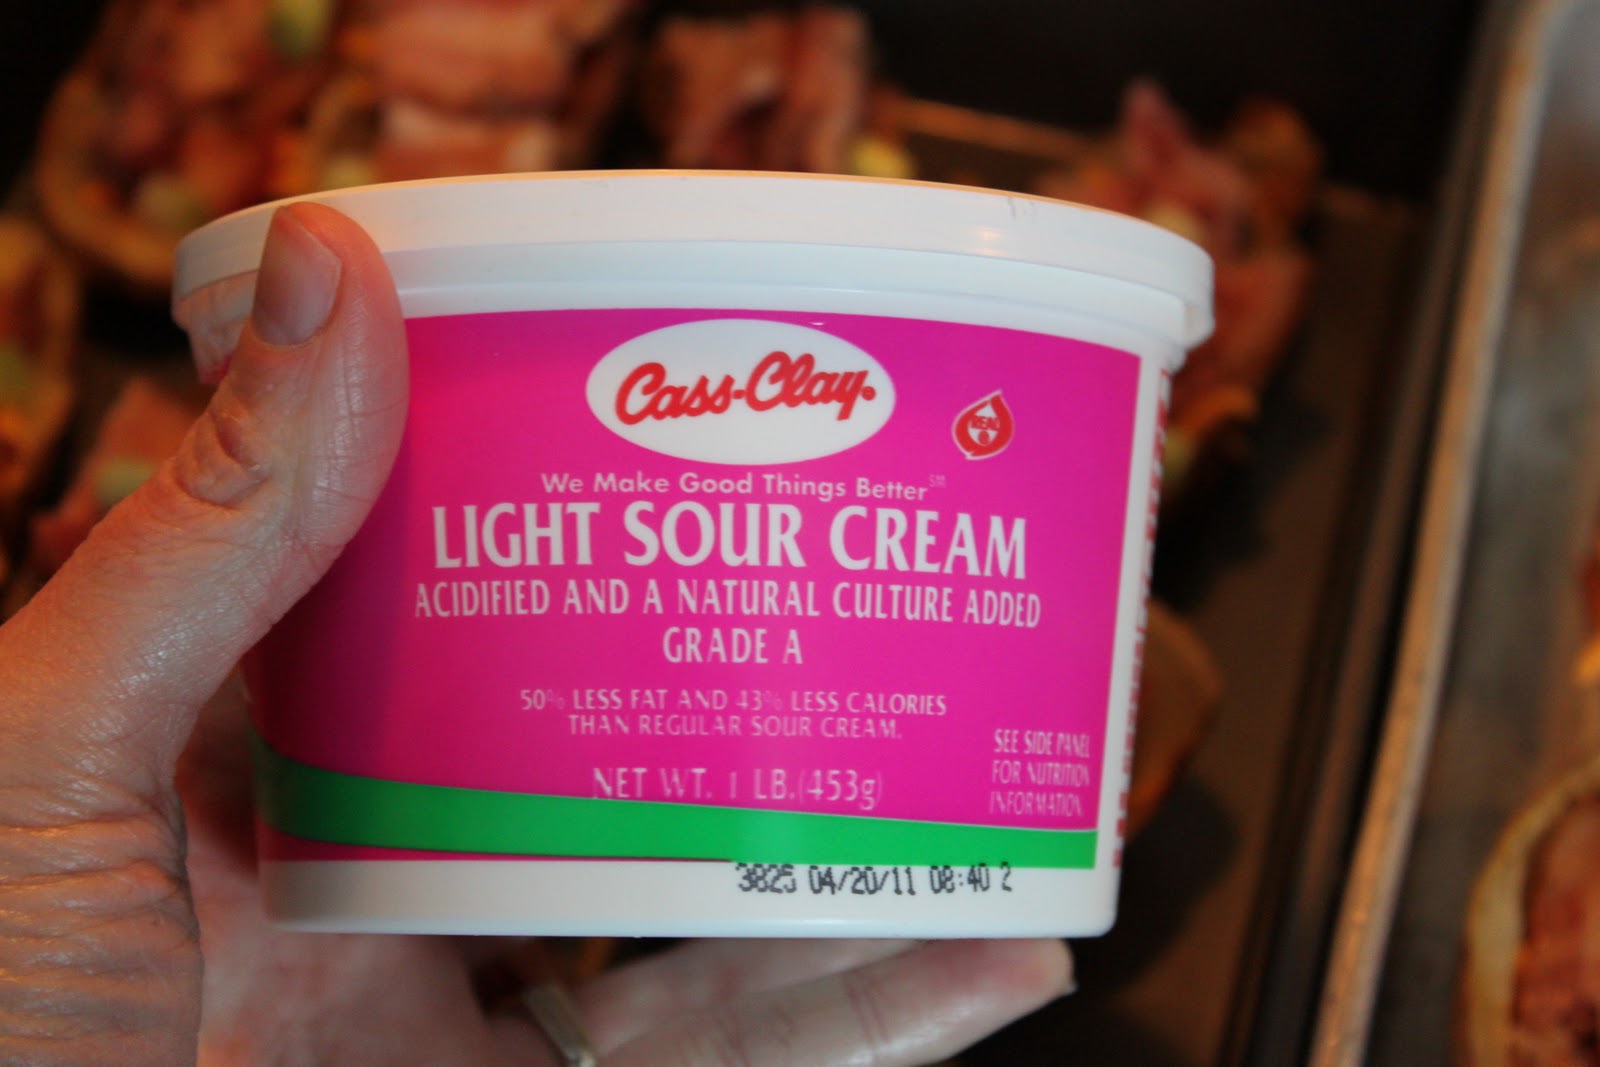 Cass-Clay.
REAL
We Make Good Things Better SM
LIGHT SOUR CREAM
ACIDIFIED AND A NATURAL CULTURE ADDED
GRADE A
50% LESS FAT AND 43% LESS CALORIES
THAN REGULAR SOUR CREAM.
SEE SIDE PANEL
FOR NUTRITION
INFORMATION
NET WT. 1 LB. (453g)
3825 04/20/11 08:40 2